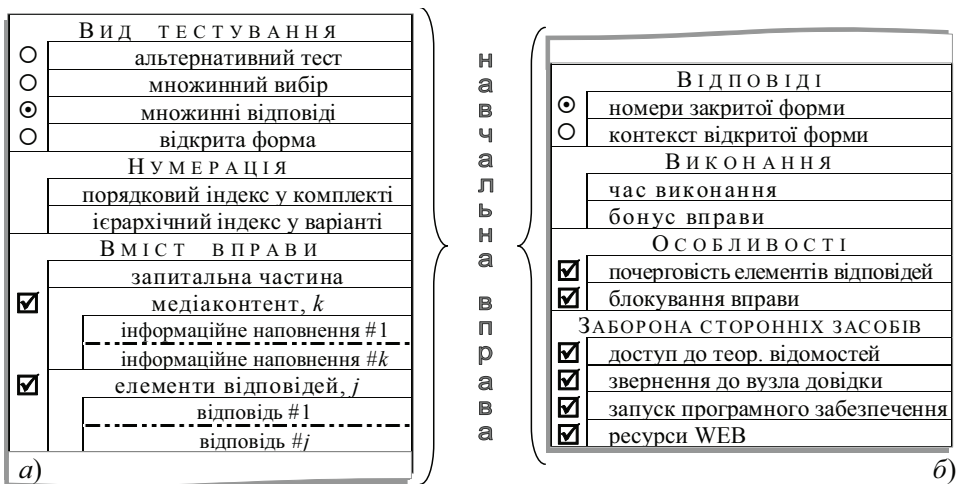 ВИД ТЕСТУВАННЯ
альтернативний тест
множинний вибір
множинні відповіді
відкрита форма
НУМЕРАЦІЯ
порядковий індекс у комплекті
ієрархічний індекс у варіанті
ВМІСТ ВПРАВИ
запитальна частина
медіаконтент, k
інформаційне наповнення #1
інформаційне наповнення #k
елементи відповідей, j
відповідь #1
відповідь #j
а)
навчальна вправа
ВІДПОВІДІ
номери закритої форми
контекст відкритої форми
ВИКОНАННЯ
час виконання
бонус вправи
ОСОБЛИВОСТІ
почерговість елементів відповідей
блокування вправи
ЗАБОРОНА СТОРОННІХ ЗАСОБІВ
доступ до теор. відомостей
звернення до вузла довідки
запуск програмного забезпечення
ресурси WEB
б)